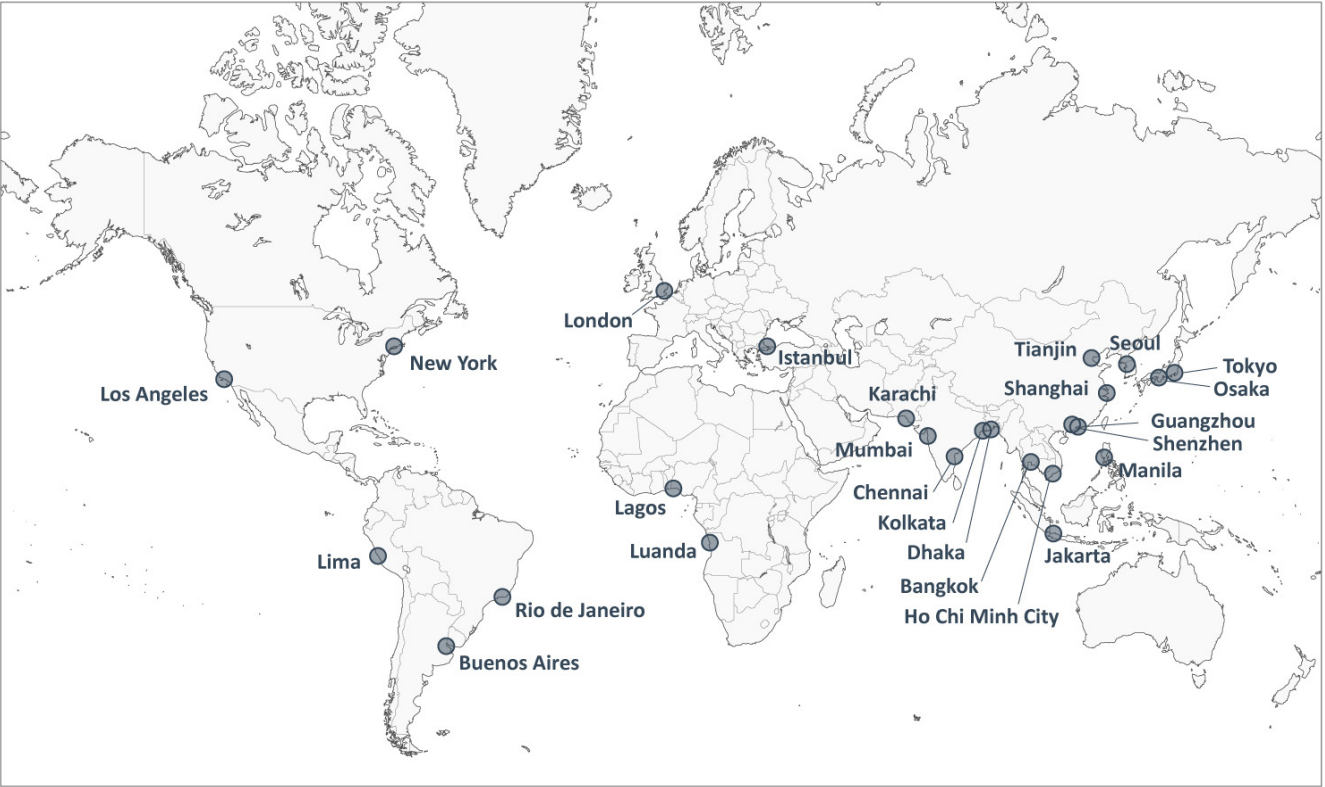 London
New York
Istanbul
Los Angeles
Tianjin
Seoul
Tokyo
Osaka
Shanghai
Karachi
Guangzhou
Shenzhen
Mumbai
Manila
Chennai
Lagos
Kolkata
Luanda
Dhaka
Jakarta
Lima
Bangkok
Ho Chi Minh City
Rio de Janeiro
Buenos Aires